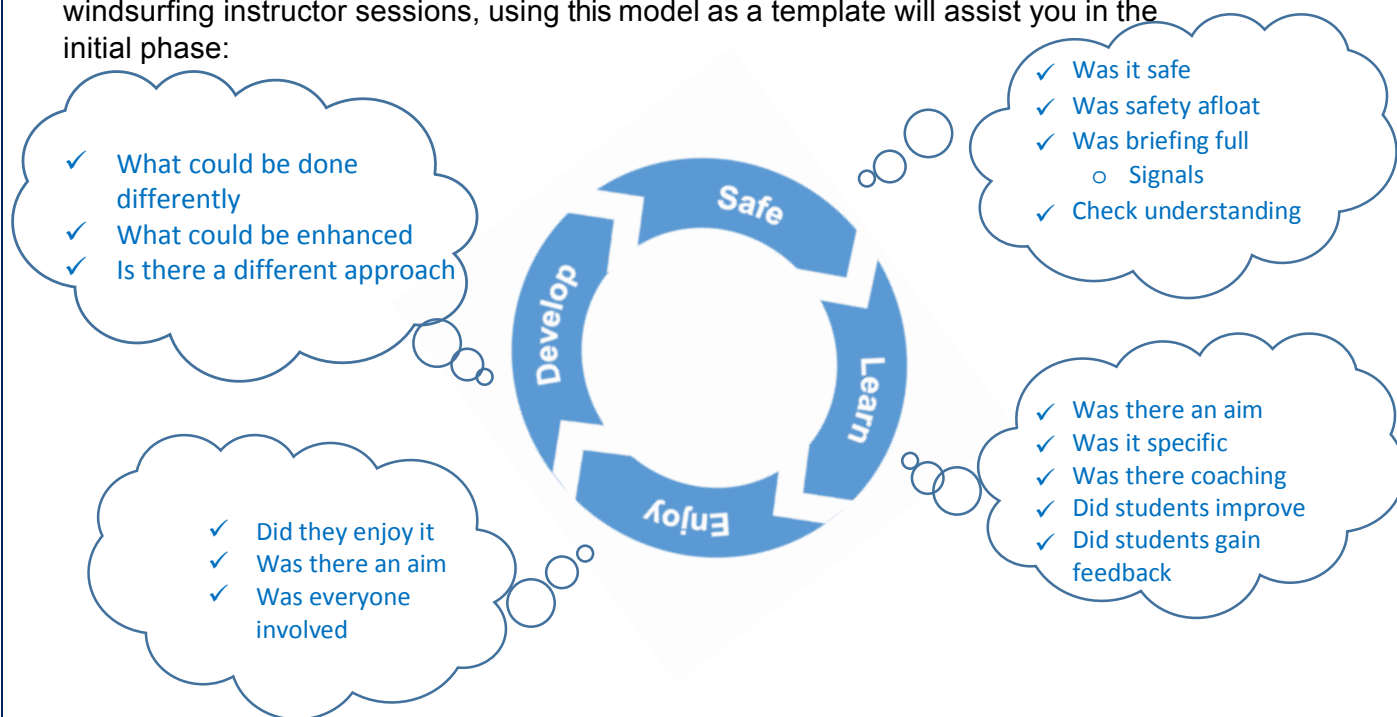 windsurfing instructor sessions, using this model as a template will assist you in the
initial phase:
✓ What could be done
differently
✓ What could be enhanced
✓ Is there a different approach
✓ Was it safe
✓ Was safety afloat
✓ Was briefing full
o Signals
✓ Check understanding
Safe
Learn
Enjoy
Develop
✓ Was there an aim
✓ Was it specific
✓ Was there coaching
✓ Did students improve
✓ Did students gain
feedback
✓ Did they enjoy it
✓ Was there an aim
✓ Was everyone
involved